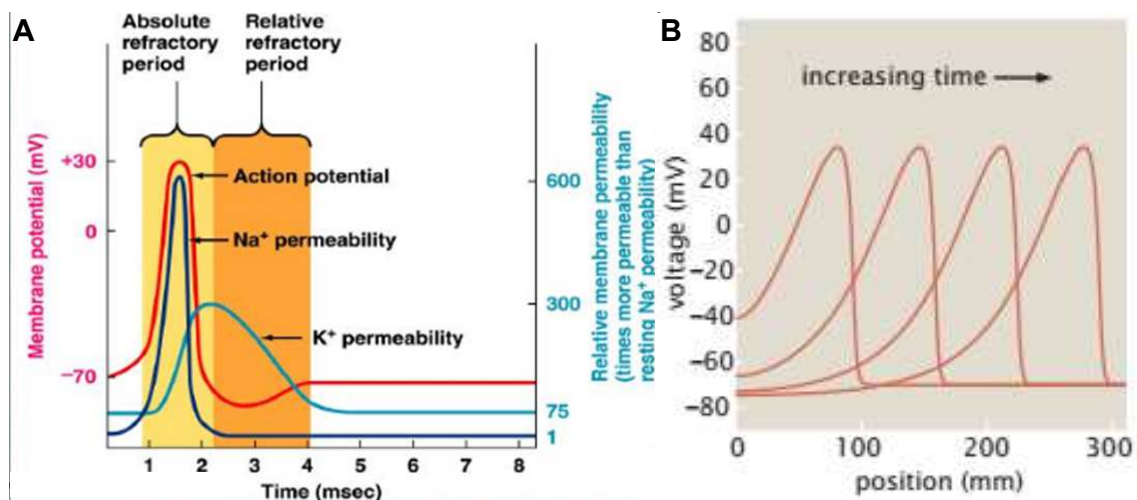 A
Absolute
refractory
period
Relative
refractory
period
Membrane potential (mV)
+30
0
−70
Action potential
Na+ permeability
K+ permeability
600
300
75
1
Relative membrane permeability
(times more permeable than
resting Na+ permeability)
1 2 3 4 5 6 7 8
Time (msec)
B
increasing time
voltage (mV)
80
60
40
20
0
−20
−40
−60
−80
0 100 200 300
position (mm)